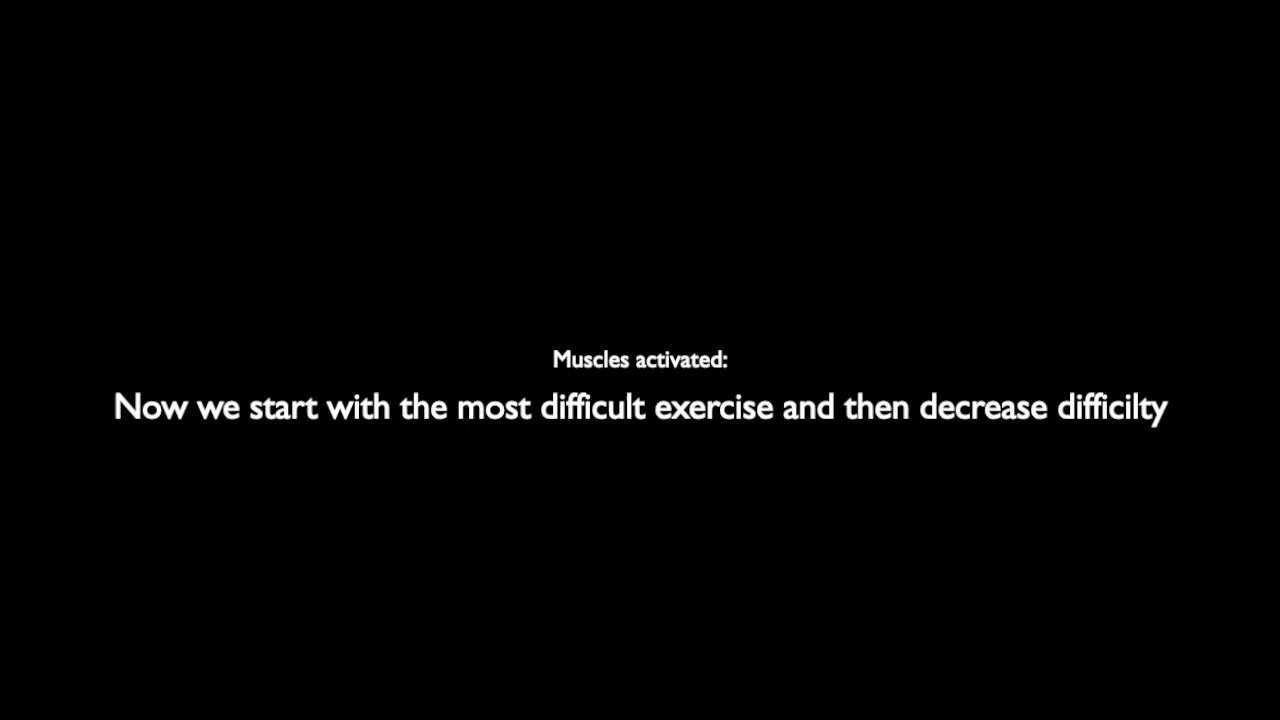 Muscles activated:
Now we start with the most difficult exercise and then decrease difficilty